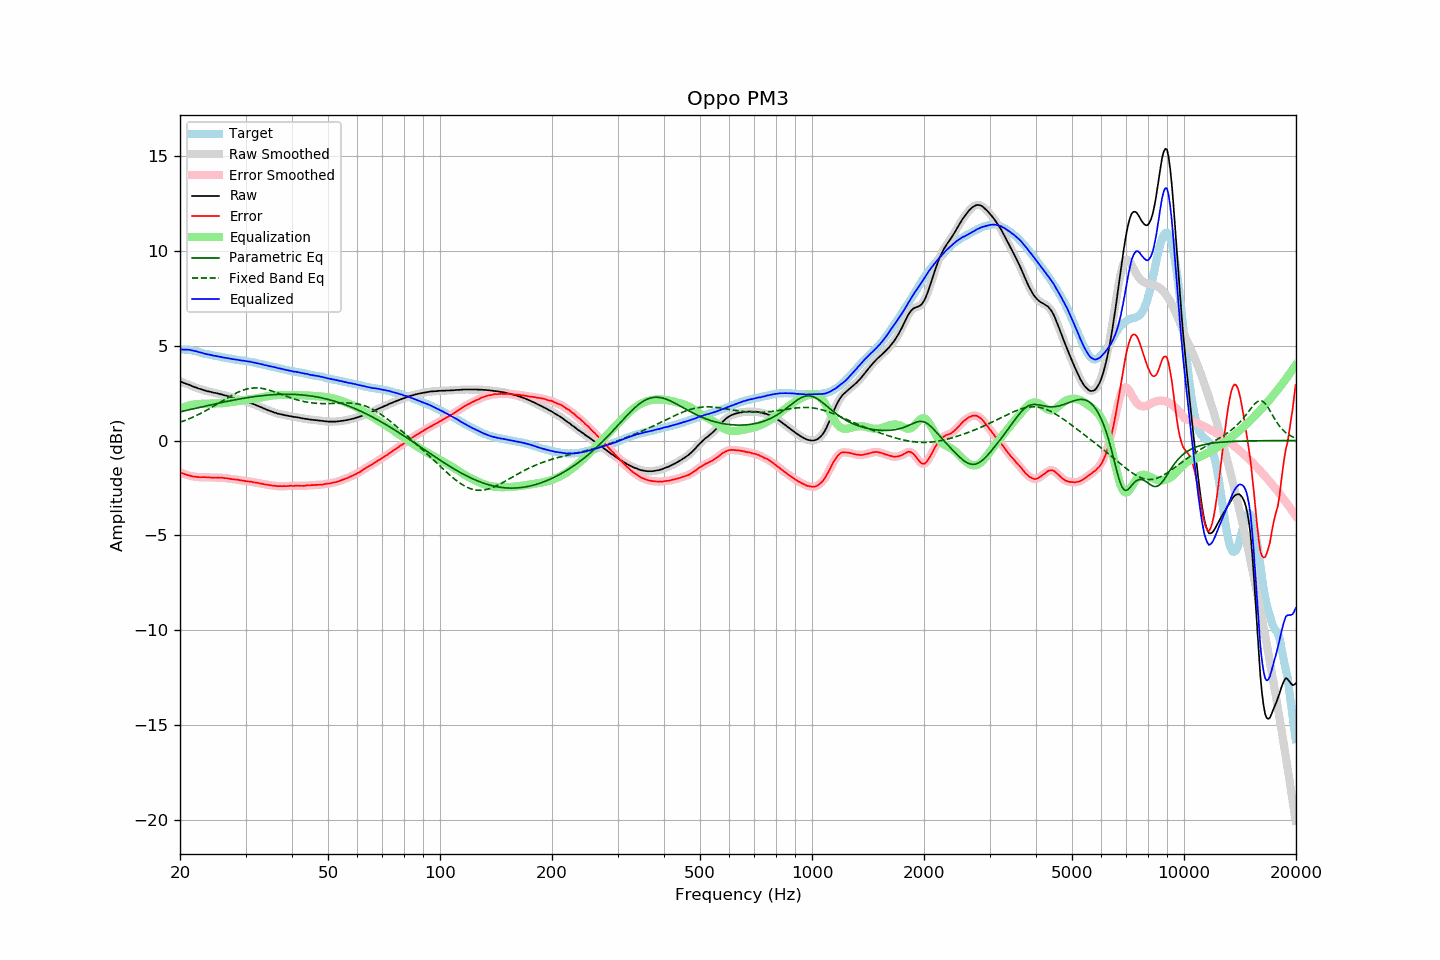 Oppo PM3
Target
Raw Smoothed
Error Smoothed
Raw
Error
Equalization
Parametric Eq
Fixed Band Eq
Equalized
15
10
5
0
−5
−10
−15
−20
Amplitude (dBr)
20 50 100 200 500 1000 2000 5000 10000 20000
Frequency (Hz)